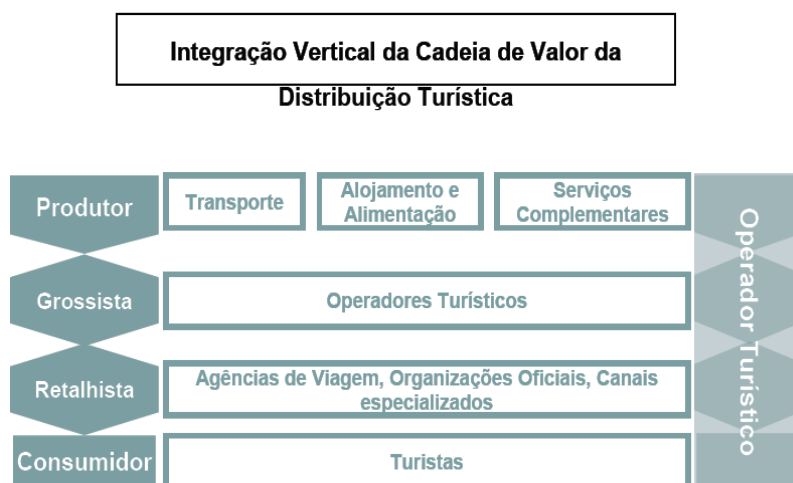 Integração Vertical da Cadeia de Valor da
Distribuição Turística
Produtor
Transporte
Alojamento e
Alimentação
Serviços
Complementares
Grossista
Operadores Turísticos
Retalhista
Agências de Viagem, Organizações Oficiais, Canais
especializados
Consumidor
Turistas
Operador Turístico